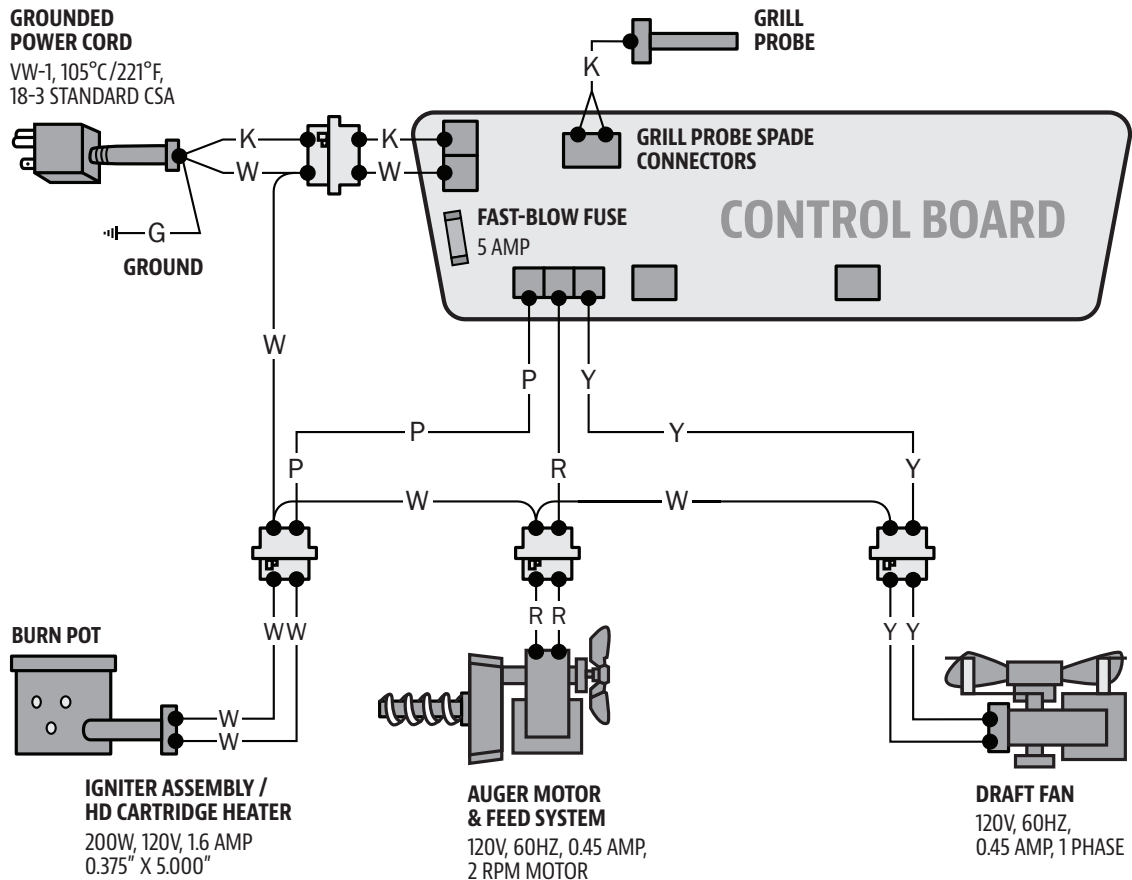 GROUNDED
POWER CORD
VW-1, 105°C/221°F,
18-3 STANDARD CSA
GRILL
PROBE
K
K
K
W
W
GRILL PROBE SPADE
CONNECTORS
CONTROL BOARD
FAST-BLOW FUSE
5 AMP
G
GROUND
W
P
Y
P
Y
P
R
Y
W
W
R R
W W
Y Y
BURN POT
W
W
IGNITER ASSEMBLY /
HD CARTRIDGE HEATER
200W, 120V, 1.6 AMP
0.375" X 5.000"
AUGER MOTOR
& FEED SYSTEM
120V, 60HZ, 0.45 AMP,
2 RPM MOTOR
DRAFT FAN
120V, 60HZ,
0.45 AMP, 1 PHASE